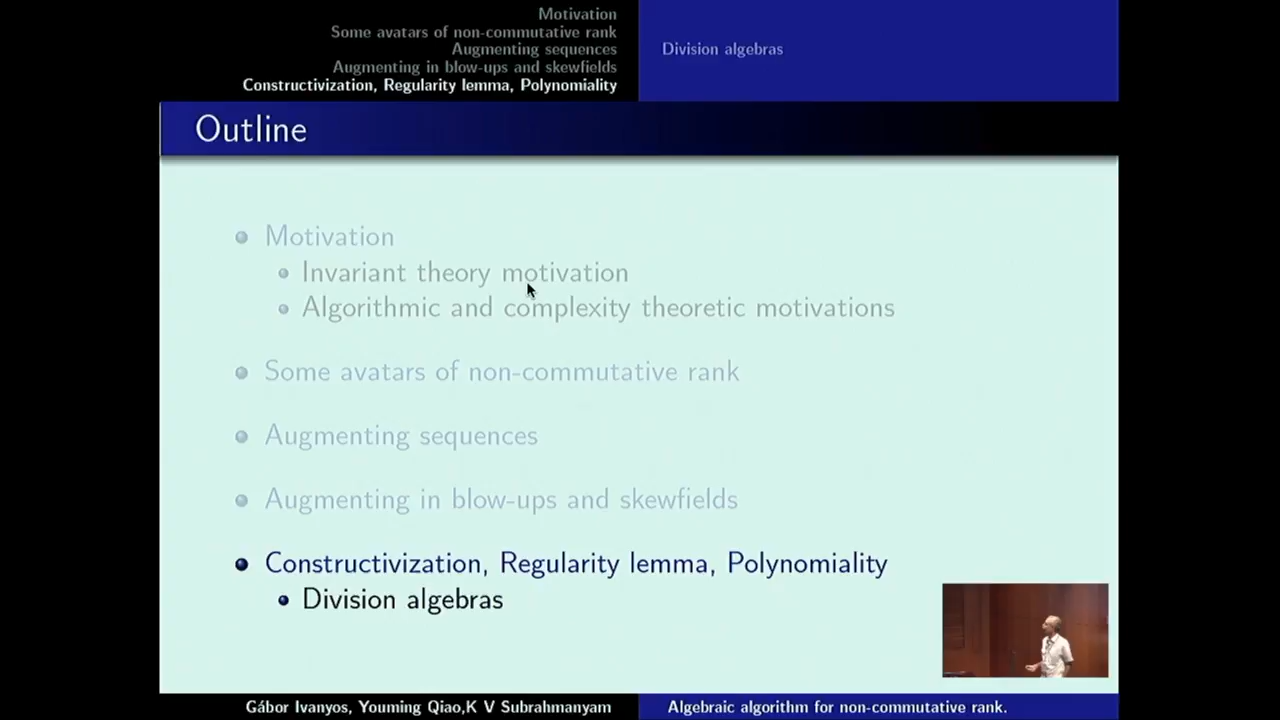 Motivation
Some avatars of non-commutative rank
Augmenting sequences
Augmenting in blow-ups and skewfields
Constructivization, Regularity lemma, Polynomiality
Division algebras
Outline
Motivation
Invariant theory motivation
Algorithmic and complexity theoretic motivations
Some avatars of non-commutative rank
Augmenting sequences
Augmenting in blow-ups and skewfields
Constructivization, Regularity lemma, Polynomiality
Division algebras
Gábor Ivanyos, Youming Qiao,K V Subrahmanyam
Algebraic algorithm for non-commutative rank.